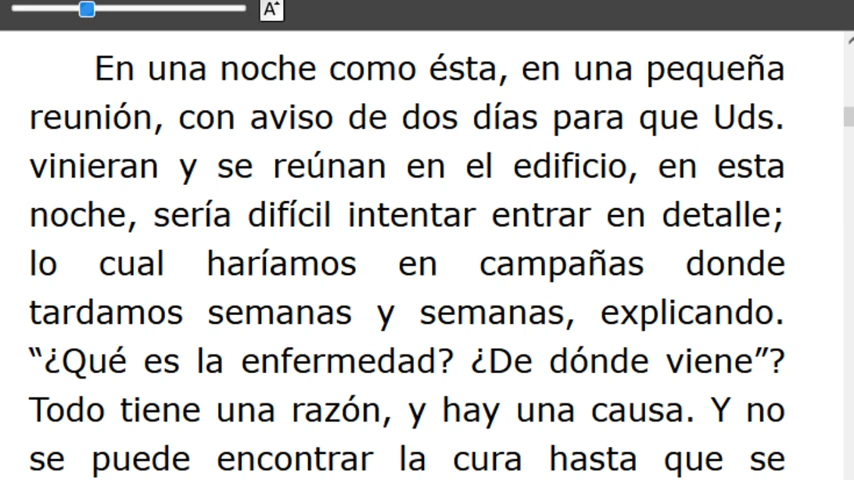 A
En una noche como ésta, en una pequeña
reunión, con aviso de dos días para que Uds.
vinieran y se reúnan en el edificio, en esta
noche, sería difícil intentar entrar en detalle;
lo cual haríamos en campañas donde
tardamos semanas y semanas, explicando.
“¿Qué es la enfermedad? ¿De dónde viene”?
Todo tiene una razón, y hay una causa. Y no
se puede encontrar la cura hasta que se